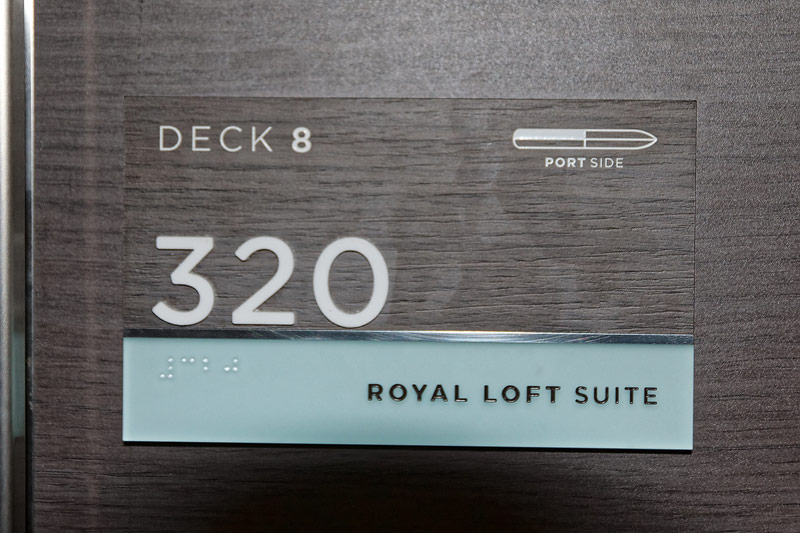 DECK 8
PORT SIDE
320
⠼⠉⠃⠚
ROYAL LOFT SUITE